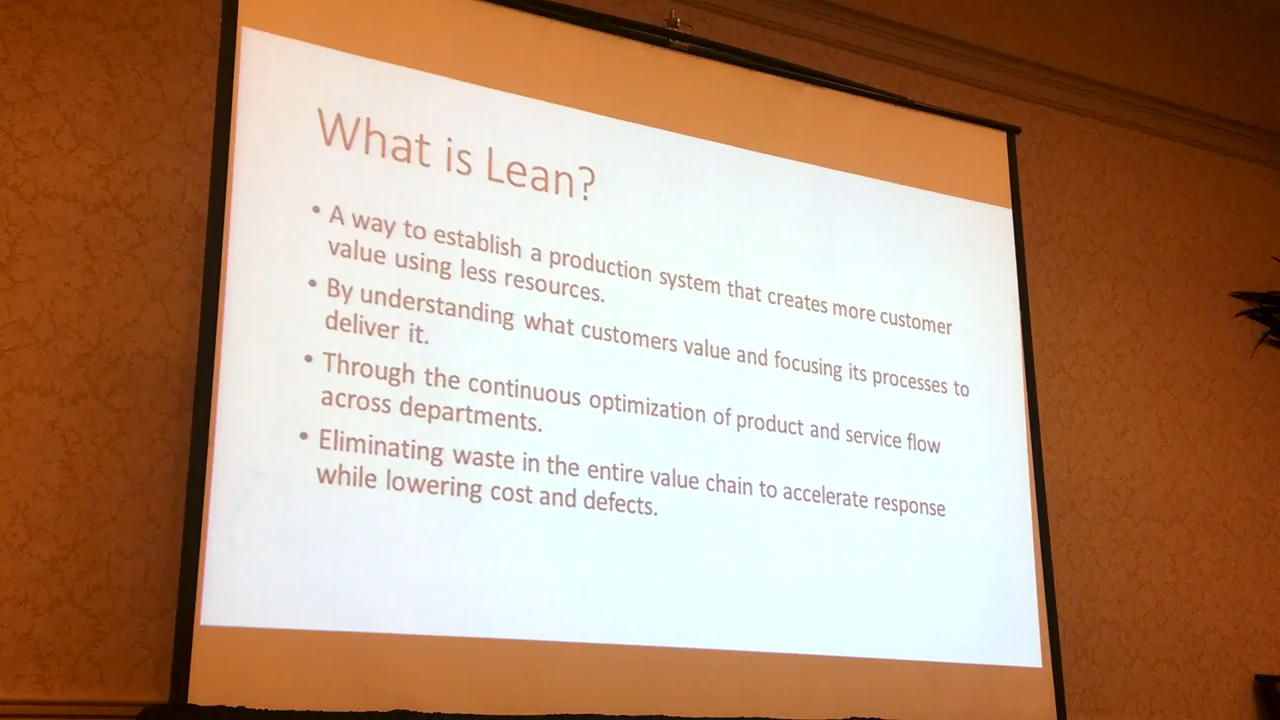 What is Lean?
• A way to establish a production system that creates more customer
value using less resources.
• By understanding what customers value and focusing its processes to
deliver it.
• Through the continuous optimization of product and service flow
across departments.
• Eliminating waste in the entire value chain to accelerate response
while lowering cost and defects.